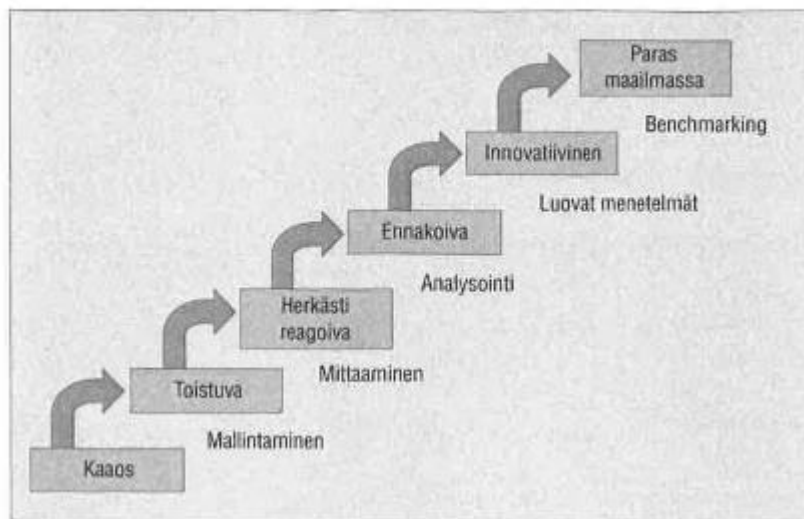 Paras
maailmassa
Benchmarking
Innovatiivinen
Luovat menetelmät
Ennakoiva
Analysointi
Herkästi
reagoiva
Mittaaminen
Toistuva
Mallintaminen
Kaaos